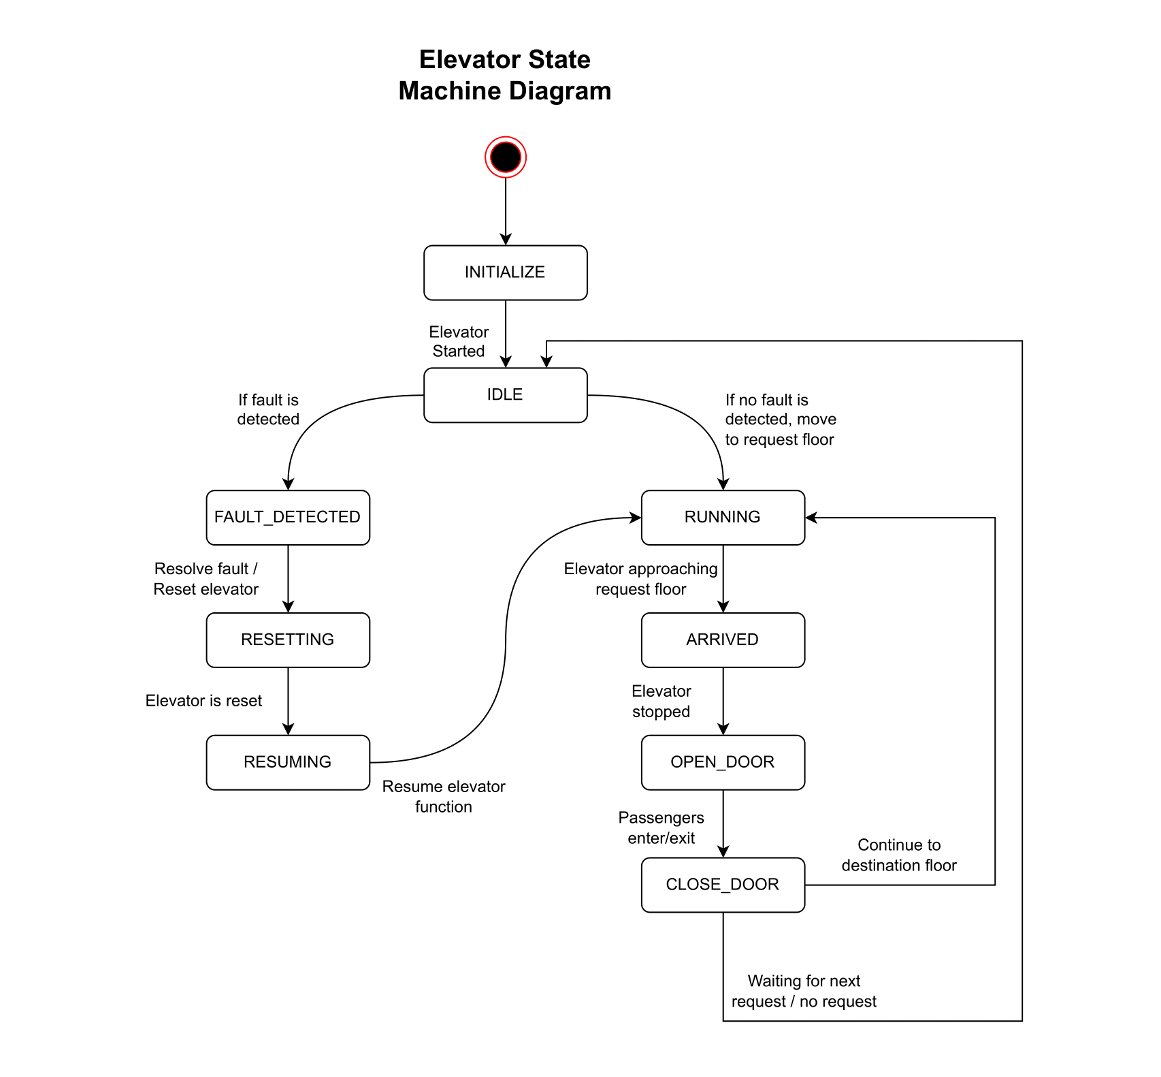 Elevator State
Machine Diagram
INITIALIZE
Elevator
Started
IDLE
If fault is
detected
If no fault is
detected, move
to request floor
FAULT_DETECTED
RUNNING
Resolve fault /
Reset elevator
Elevator approaching
request floor
RESETTING
ARRIVED
Elevator is reset
Elevator
stopped
RESUMING
OPEN_DOOR
Resume elevator
function
Passengers
enter/exit
Continue to
destination floor
CLOSE_DOOR
Waiting for next
request / no request